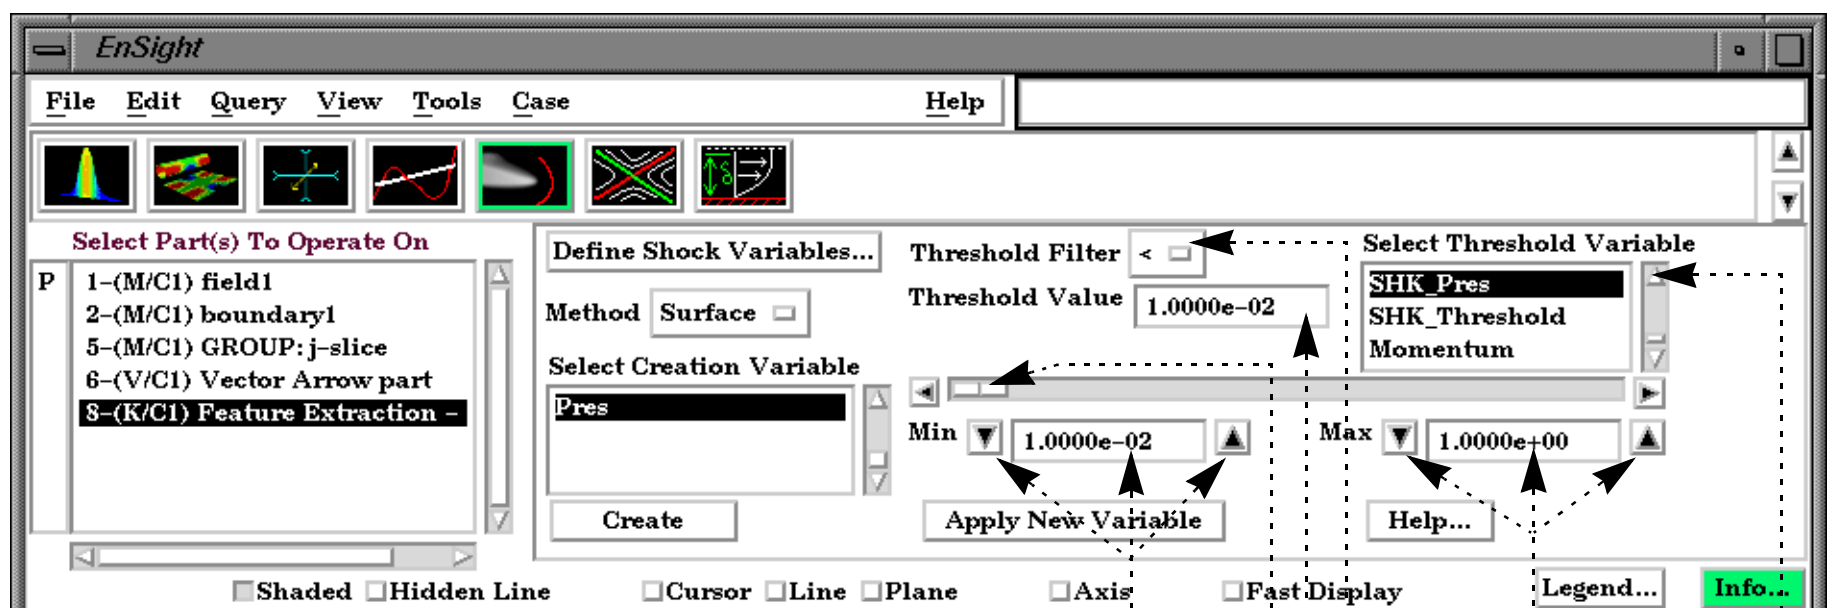 EnSight
File Edit Query View Tools Case Help
Select Part(s) To Operate On
P
1-(M/C1) field1
2-(M/C1) boundary1
5-(M/C1) GROUP:j-slice
6-(V/C1) Vector Arrow part
8-(K/C1) Feature Extraction -
Define Shock Variables...
Method Surface
Select Creation Variable
Pres
Create
Threshold Filter <
Threshold Value 1.0000e-02
Select Threshold Variable
SHK_Pres
SHK_Threshold
Momentum
Min 1.0000e-02
Max 1.0000e+00
Apply New Variable
Help...
Shaded Hidden Line Cursor Line Plane Axis Fast Display Legend... Info...